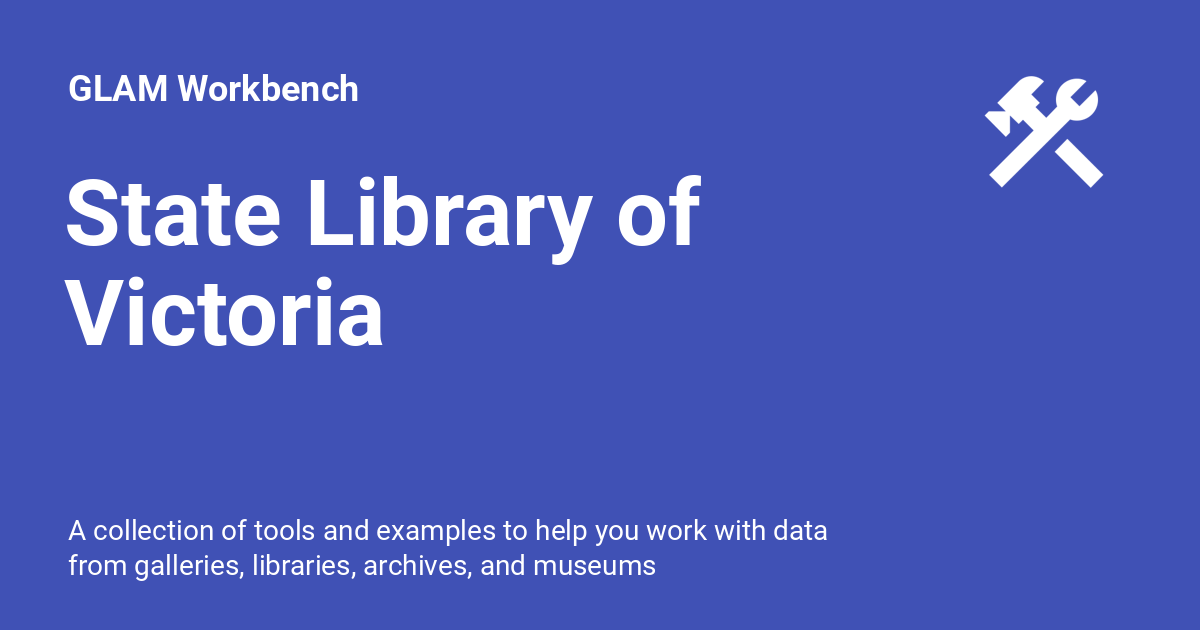 GLAM Workbench
State Library of
Victoria
A collection of tools and examples to help you work with data
from galleries, libraries, archives, and museums